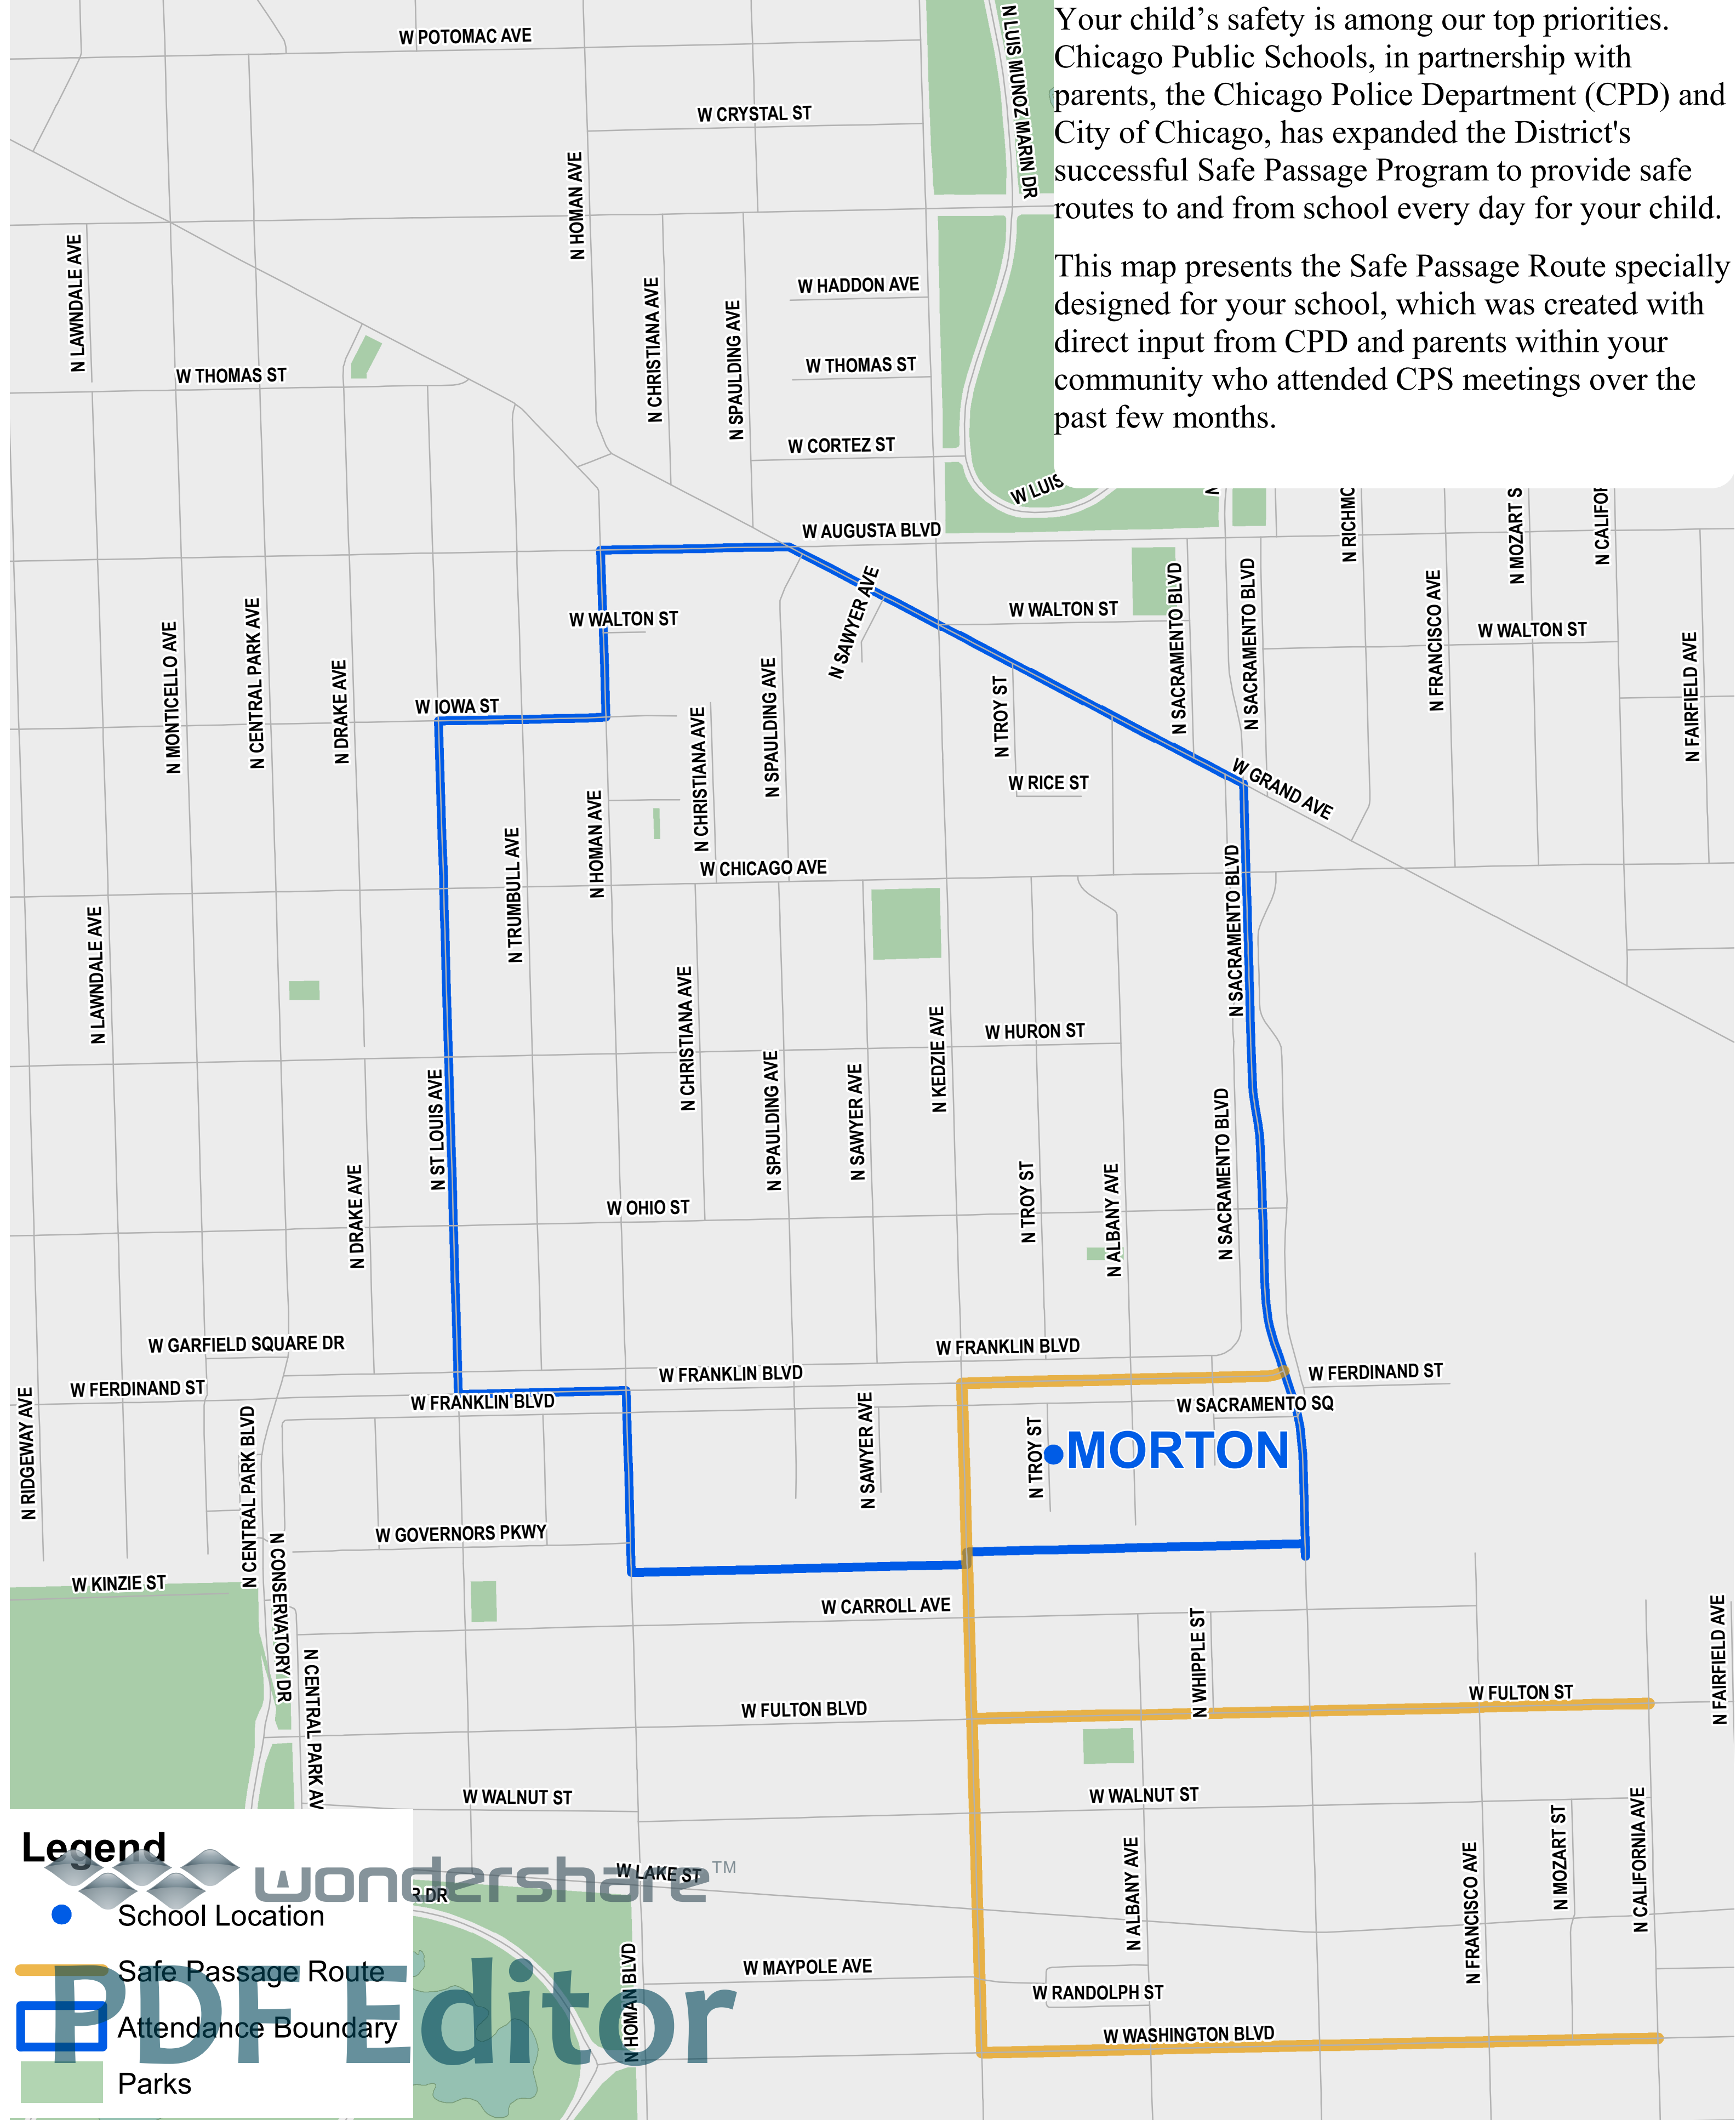 Your child’s safety is among our top priorities.
Chicago Public Schools, in partnership with
parents, the Chicago Police Department (CPD) and
City of Chicago, has expanded the District's
successful Safe Passage Program to provide safe
routes to and from school every day for your child.
This map presents the Safe Passage Route specially
designed for your school, which was created with
direct input from CPD and parents within your
community who attended CPS meetings over the
past few months.
W POTOMAC AVE
N LUIS MUNOZ MARIN DR
W CRYSTAL ST
N HOMAN AVE
N LAWNDALE AVE
W HADDON AVE
N CHRISTIANA AVE
N SPAULDING AVE
W THOMAS ST
W THOMAS ST
W CORTEZ ST
W LUIS
N
N RICHMO
N MOZART S
N CALIFOR
W AUGUSTA BLVD
N SAWYER AVE
W WALTON ST
W WALTON ST
W WALTON ST
N SACRAMENTO BLVD
N SACRAMENTO BLVD
N FRANCISCO AVE
N FAIRFIELD AVE
N MONTICELLO AVE
N CENTRAL PARK AVE
N DRAKE AVE
W IOWA ST
N SPAULDING AVE
N CHRISTIANA AVE
N TROY ST
W RICE ST
W GRAND AVE
N TRUMBULL AVE
N HOMAN AVE
W CHICAGO AVE
N SACRAMENTO BLVD
N LAWNDALE AVE
N CHRISTIANA AVE
N KEDZIE AVE
W HURON ST
N ST LOUIS AVE
N SPAULDING AVE
N SAWYER AVE
N SACRAMENTO BLVD
N DRAKE AVE
N TROY ST
N ALBANY AVE
W OHIO ST
W GARFIELD SQUARE DR
W FRANKLIN BLVD
W FERDINAND ST
W FRANKLIN BLVD
W FERDINAND ST
W FRANKLIN BLVD
W SACRAMENTO SQ
N RIDGEWAY AVE
N CENTRAL PARK BLVD
N SAWYER AVE
N TROY ST
MORTON
W GOVERNORS PKWY
N CONSERVATORY DR
W KINZIE ST
W CARROLL AVE
N CENTRAL PARK AV
N WHIPPLE ST
N FAIRFIELD AVE
W FULTON BLVD
W FULTON ST
W WALNUT ST
W WALNUT ST
N ALBANY AVE
N FRANCISCO AVE
N MOZART ST
N CALIFORNIA AVE
W LAKE ST
R DR
N HOMAN BLVD
W MAYPOLE AVE
W RANDOLPH ST
W WASHINGTON BLVD
Legend
wondershare™
School Location
Safe Passage Route
PDF Editor
Attendance Boundary
Parks